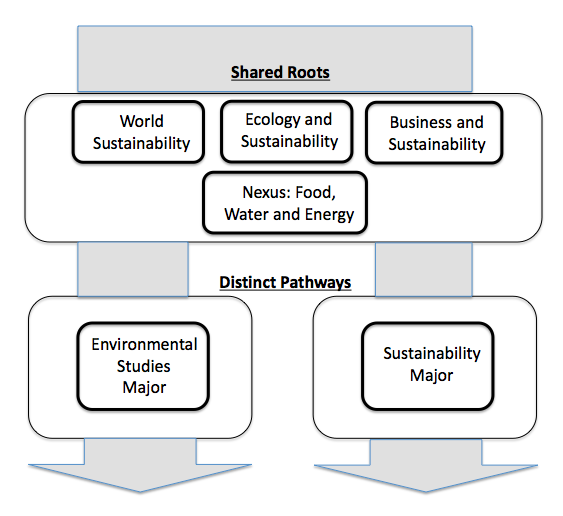 Shared Roots
World
Sustainability
Ecology and
Sustainability
Business and
Sustainability
Nexus: Food,
Water and Energy
Distinct Pathways
Environmental
Studies
Major
Sustainability
Major